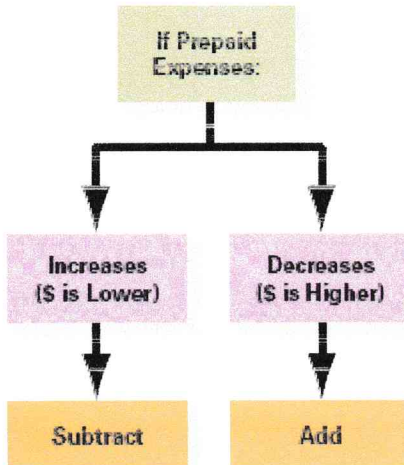 If Prepaid
Expenses:
Increases
($ is Lower)
Decreases
($ is Higher)
Subtract
Add